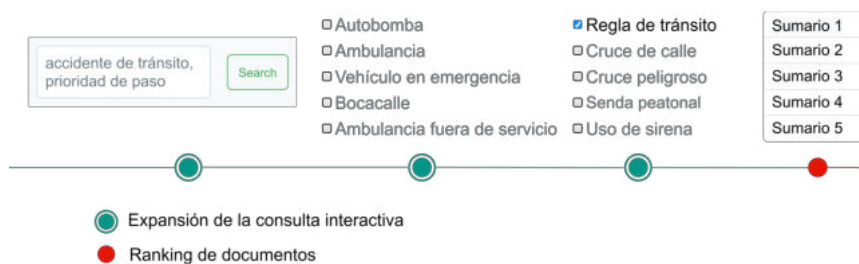 accidente de tránsito,
prioridad de paso
Search
Autobomba
Ambulancia
Vehículo en emergencia
Bocacalle
Ambulancia fuera de servicio
Regla de tránsito
Cruce de calle
Cruce peligroso
Senda peatonal
Uso de sirena
Sumario 1
Sumario 2
Sumario 3
Sumario 4
Sumario 5
Expansión de la consulta interactiva
Ranking de documentos